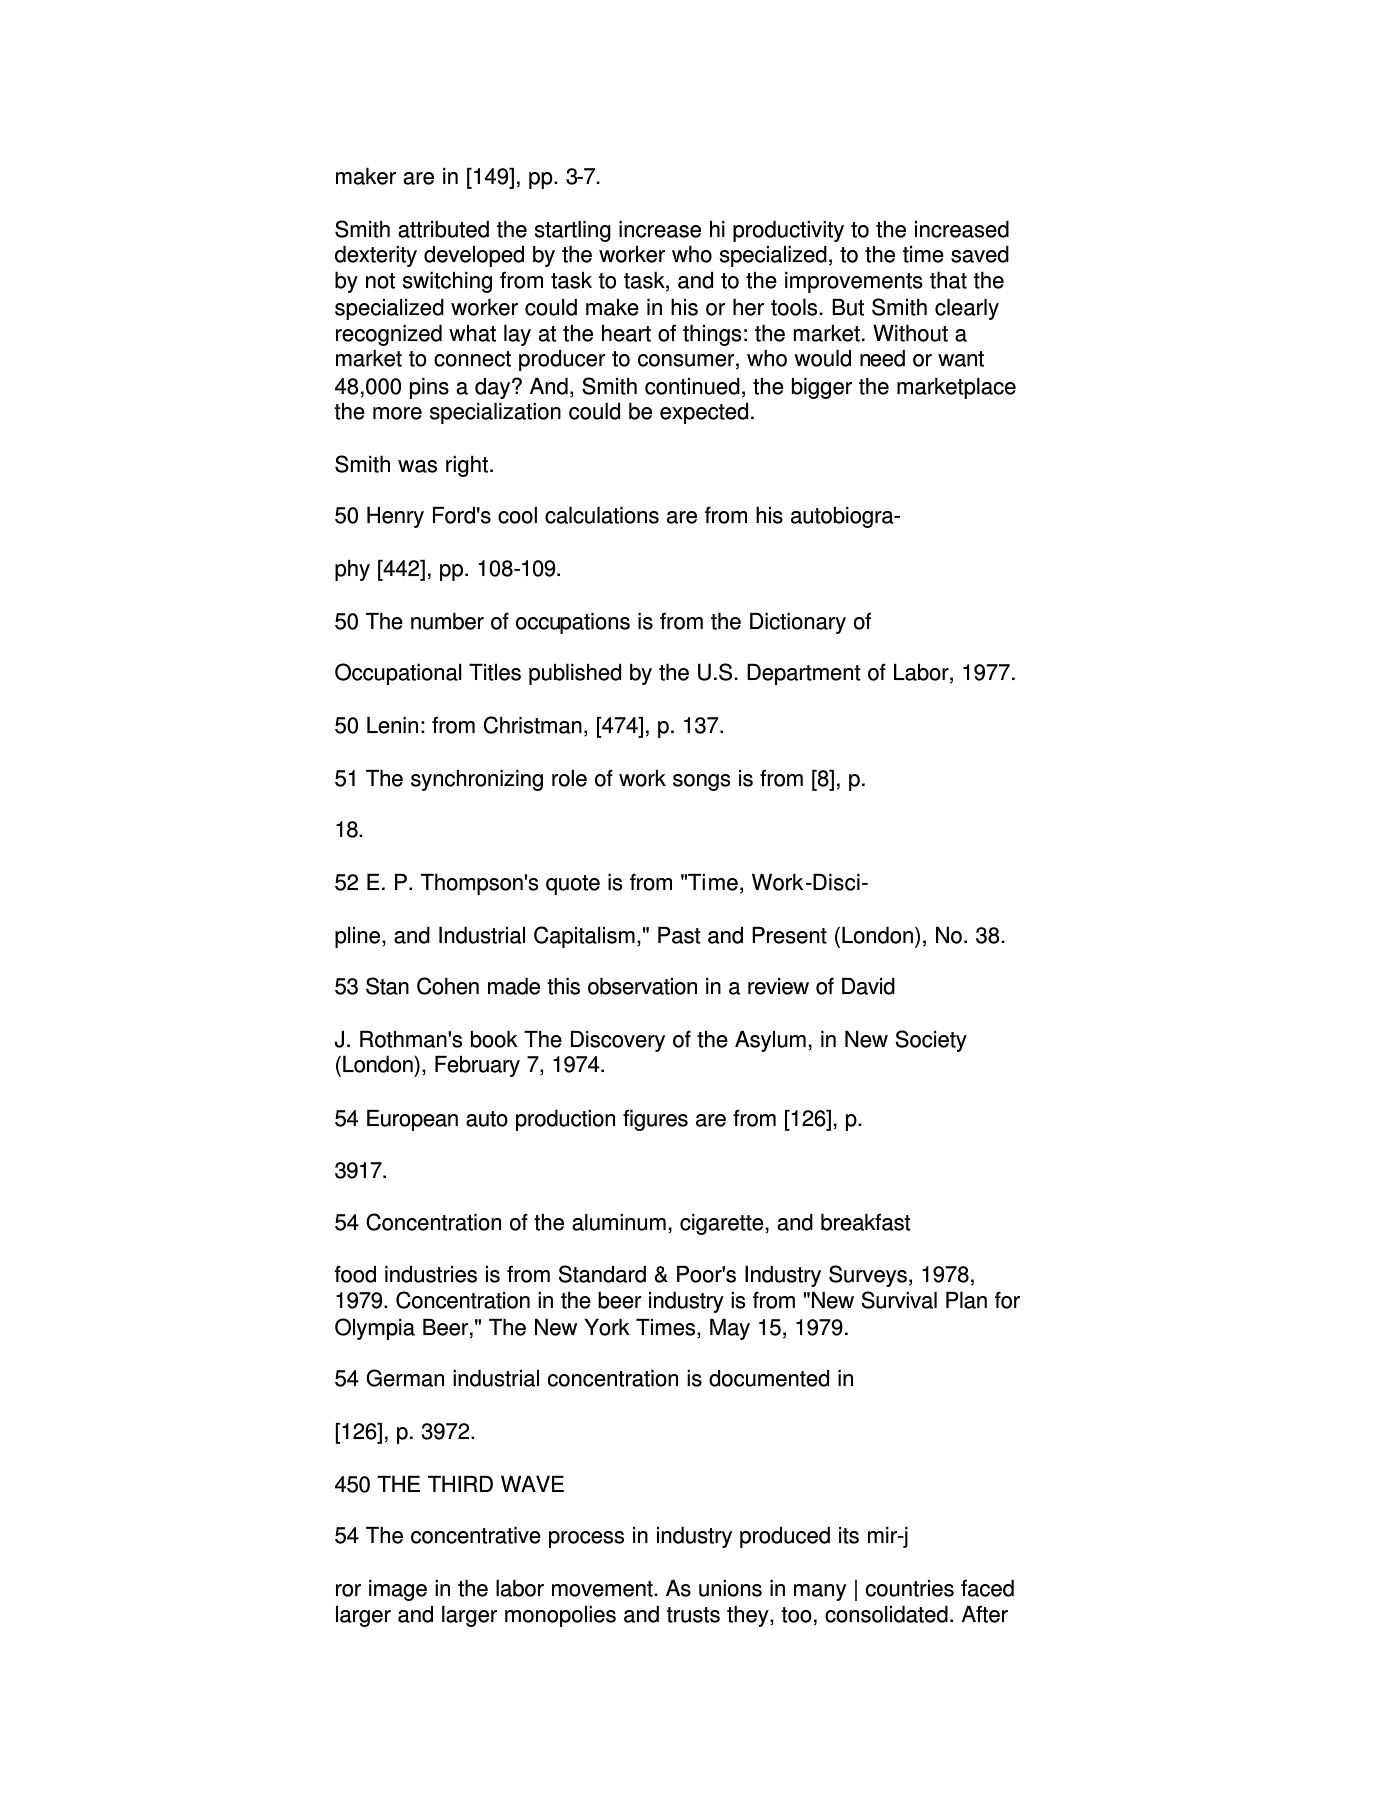 maker are in [149], pp. 3-7.
Smith attributed the startling increase hi productivity to the increased
dexterity developed by the worker who specialized, to the time saved
by not switching from task to task, and to the improvements that the
specialized worker could make in his or her tools. But Smith clearly
recognized what lay at the heart of things: the market. Without a
market to connect producer to consumer, who would need or want
48,000 pins a day? And, Smith continued, the bigger the marketplace
the more specialization could be expected.
Smith was right.
50 Henry Ford's cool calculations are from his autobiogra-
phy [442], pp. 108-109.
50 The number of occupations is from the Dictionary of
Occupational Titles published by the U.S. Department of Labor, 1977.
50 Lenin: from Christman, [474], p. 137.
51 The synchronizing role of work songs is from [8], p.
18.
52 E. P. Thompson's quote is from "Time, Work-Disci-
pline, and Industrial Capitalism," Past and Present (London), No. 38.
53 Stan Cohen made this observation in a review of David
J. Rothman's book The Discovery of the Asylum, in New Society
(London), February 7, 1974.
54 European auto production figures are from [126], p.
3917.
54 Concentration of the aluminum, cigarette, and breakfast
food industries is from Standard & Poor's Industry Surveys, 1978,
1979. Concentration in the beer industry is from "New Survival Plan for
Olympia Beer," The New York Times, May 15, 1979.
54 German industrial concentration is documented in
[126], p. 3972.
450 THE THIRD WAVE
54 The concentrative process in industry produced its mir-j
ror image in the labor movement. As unions in many | countries faced
larger and larger monopolies and trusts they, too, consolidated. After